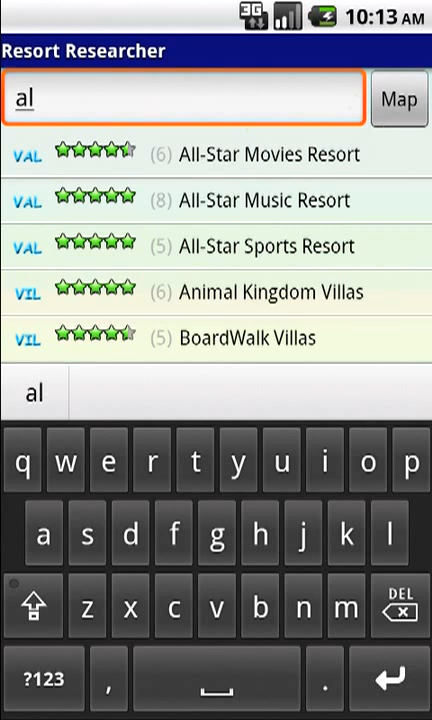 3G 10:13 AM
Resort Researcher
al Map
VAL (6) All-Star Movies Resort
VAL (8) All-Star Music Resort
VAL (5) All-Star Sports Resort
VIL (6) Animal Kingdom Villas
VIL (5) BoardWalk Villas
al
q w e r t y u i o p
a s d f g h j k l
z x c v b n m DEL
?123 , .